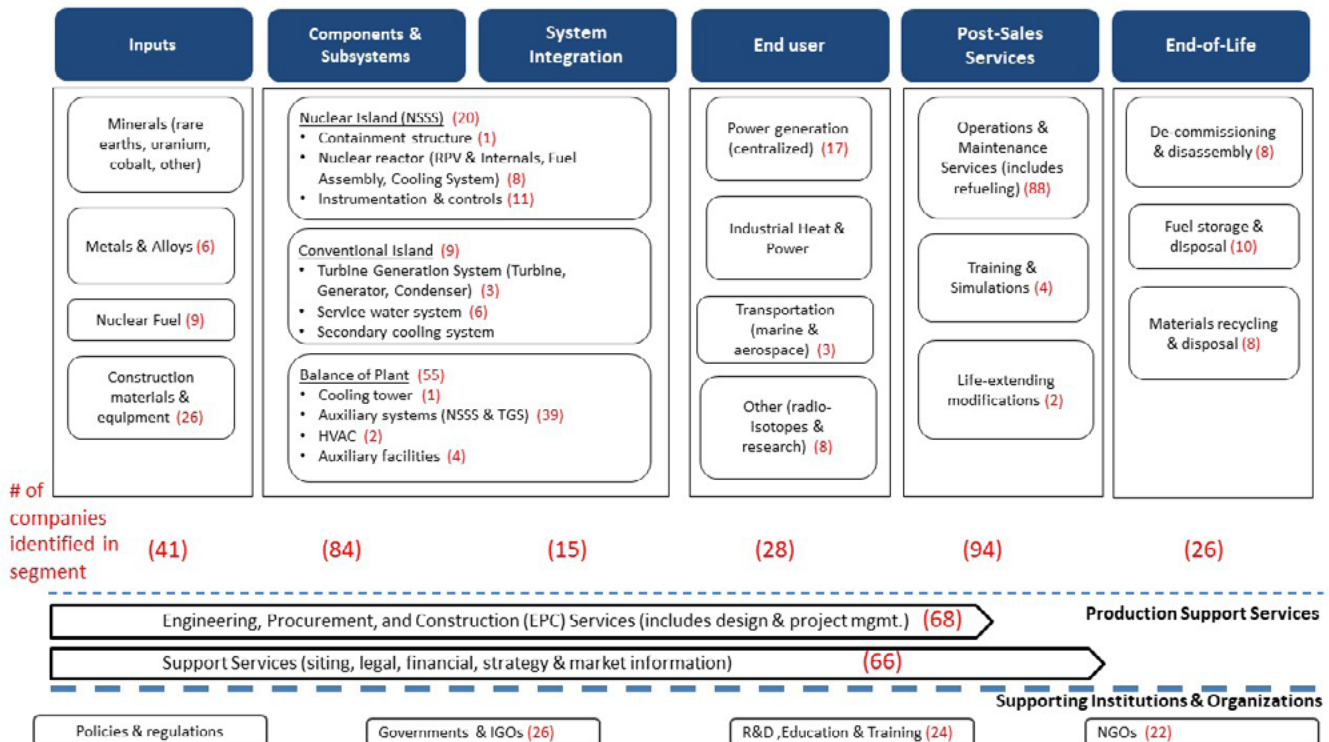 Inputs
Components &
Subsystems
System
Integration
End user
Post-Sales
Services
End-of-Life
Minerals (rare
earths, uranium,
cobalt, other)
Metals & Alloys (6)
Nuclear Fuel (9)
Construction
materials &
equipment (26)
Nuclear Island (NSSS) (20)
• Containment structure (1)
• Nuclear reactor (RPV & Internals, Fuel
Assembly, Cooling System) (8)
• Instrumentation & controls (11)
Conventional Island (9)
• Turbine Generation System (Turbine,
Generator, Condenser) (3)
• Service water system (6)
• Secondary cooling system
Balance of Plant (55)
• Cooling tower (1)
• Auxiliary systems (NSSS & TGS) (39)
• HVAC (2)
• Auxiliary facilities (4)
Power generation
(centralized) (17)
Industrial Heat &
Power
Transportation
(marine &
aerospace) (3)
Other (radio-
isotopes &
research) (8)
Operations &
Maintenance
Services (includes
refueling) (88)
Training &
Simulations (4)
Life-extending
modifications (2)
De-commissioning
& disassembly (8)
Fuel storage &
disposal (10)
Materials recycling
& disposal (8)
# of
companies
identified in
segment
(41)
(84)
(15)
(28)
(94)
(26)
Engineering, Procurement, and Construction (EPC) Services (includes design & project mgmt.) (68)
Production Support Services
Support Services (siting, legal, financial, strategy & market information) (66)
Supporting Institutions & Organizations
Policies & regulations
Governments & IGOs (26)
R&D ,Education & Training (24)
NGOs (22)